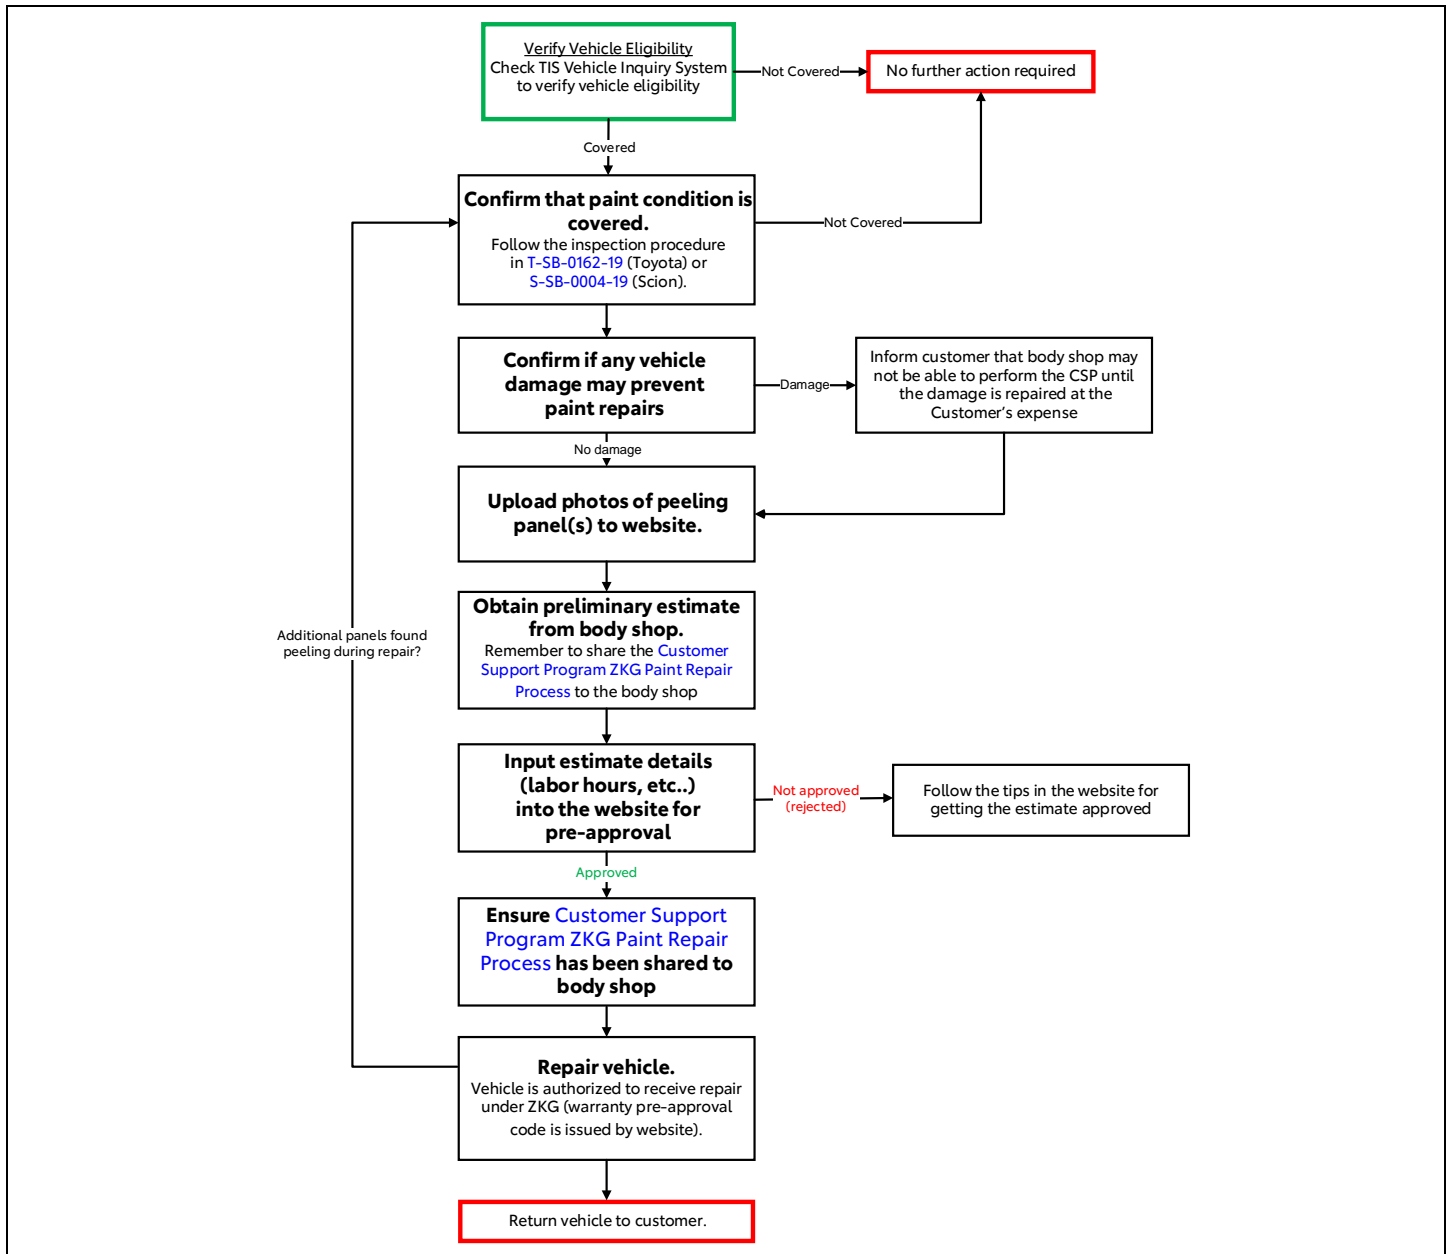 Verify Vehicle Eligibility
Check TIS Vehicle Inquiry System
to verify vehicle eligibility
Not Covered
No further action required
Covered
Confirm that paint condition is
covered.
Follow the inspection procedure
in T-SB-0162-19 (Toyota) or
S-SB-0004-19 (Scion).
Not Covered
Confirm if any vehicle
damage may prevent
paint repairs
Damage
Inform customer that body shop may
not be able to perform the CSP until
the damage is repaired at the
Customer’s expense
No damage
Upload photos of peeling
panel(s) to website.
Obtain preliminary estimate
from body shop.
Remember to share the Customer
Support Program ZKG Paint Repair
Process to the body shop
Additional panels found
peeling during repair?
Input estimate details
(labor hours, etc..)
into the website for
pre-approval
Not approved
(rejected)
Follow the tips in the website for
getting the estimate approved
Approved
Ensure Customer Support
Program ZKG Paint Repair
Process has been shared to
body shop
Repair vehicle.
Vehicle is authorized to receive repair
under ZKG (warranty pre-approval
code is issued by website).
Return vehicle to customer.